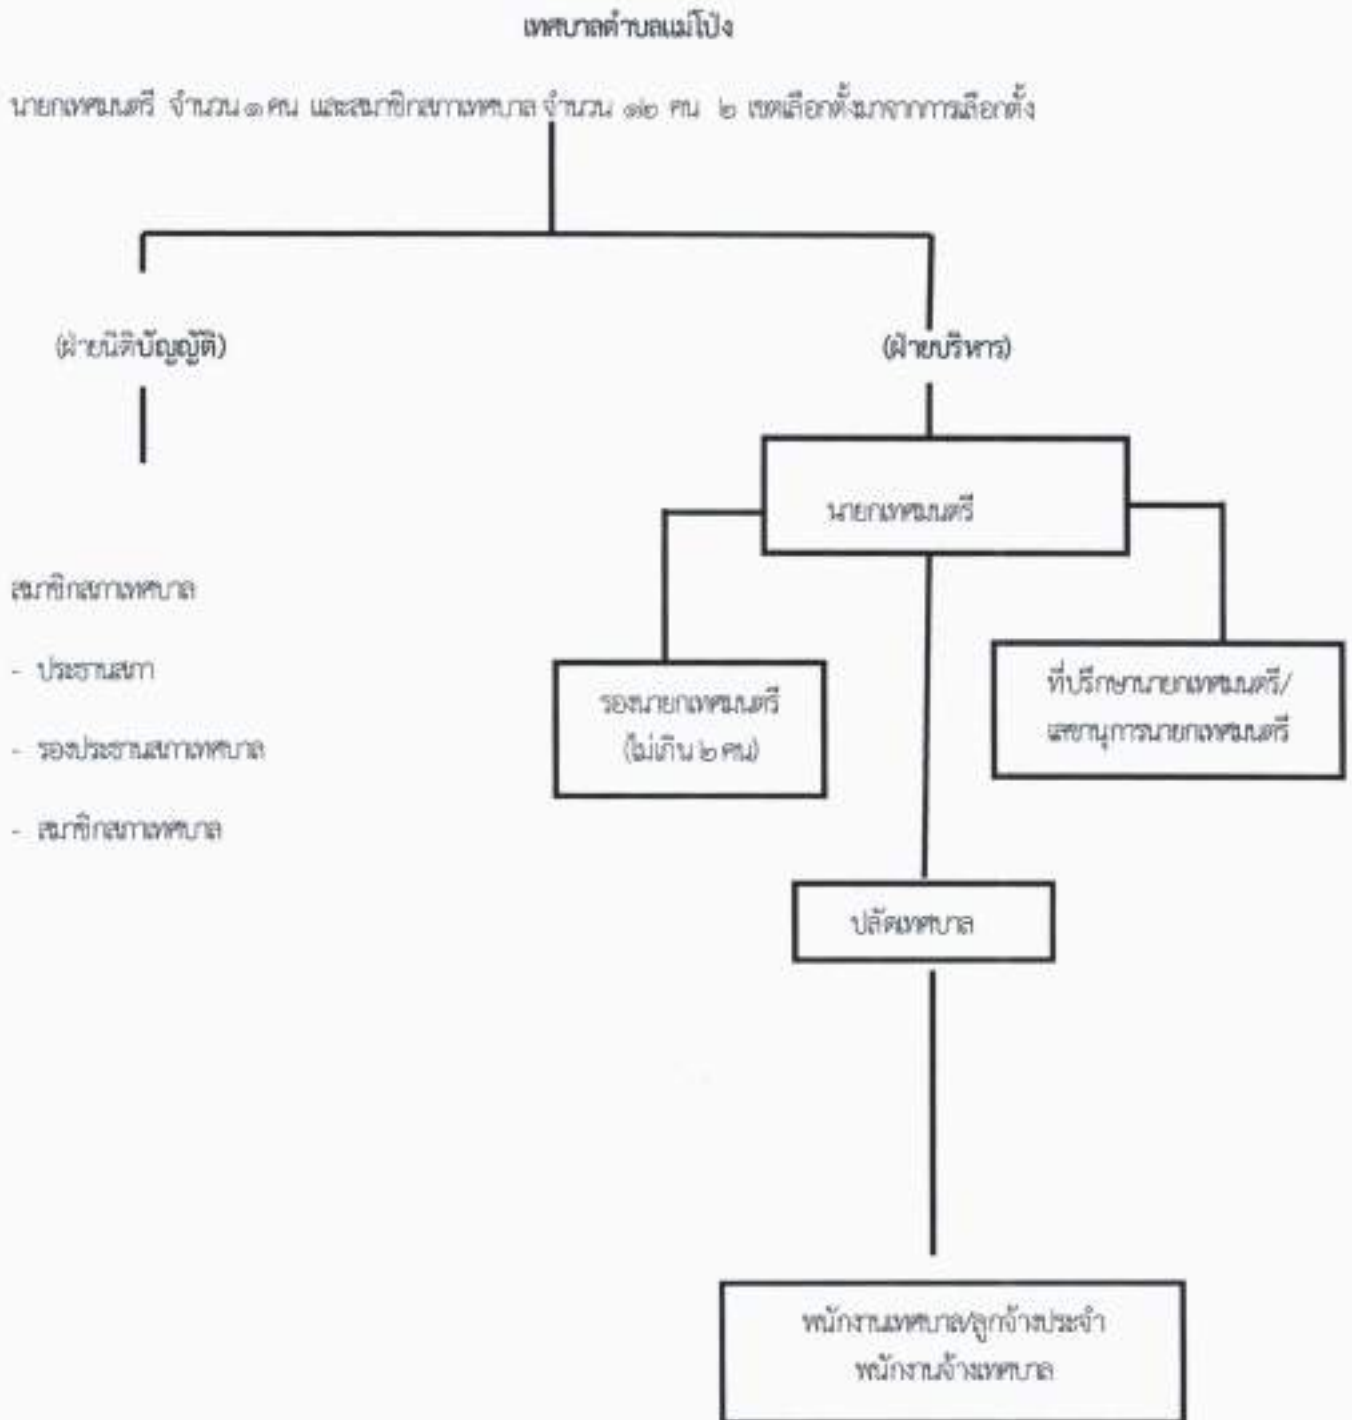 เทศบาลตำบลแม่โป่ง
นายกเทศมนตรี จำนวน ๑ คน และสมาชิกสภาเทศบาล จำนวน ๑๒ คน ๒ เขตเลือกตั้งมาจากการเลือกตั้ง
(ฝ่ายนิติบัญญัติ)
(ฝ่ายบริหาร)
นายกเทศมนตรี
สมาชิกสภาเทศบาล
- ประธานสภา
- รองประธานสภาเทศบาล
- สมาชิกสภาเทศบาล
รองนายกเทศมนตรี
(ไม่เกิน ๒ คน)
ที่ปรึกษานายกเทศมนตรี/
เลขานุการนายกเทศมนตรี
ปลัดเทศบาล
พนักงานเทศบาล/ลูกจ้างประจำ
พนักงานจ้างเทศบาล